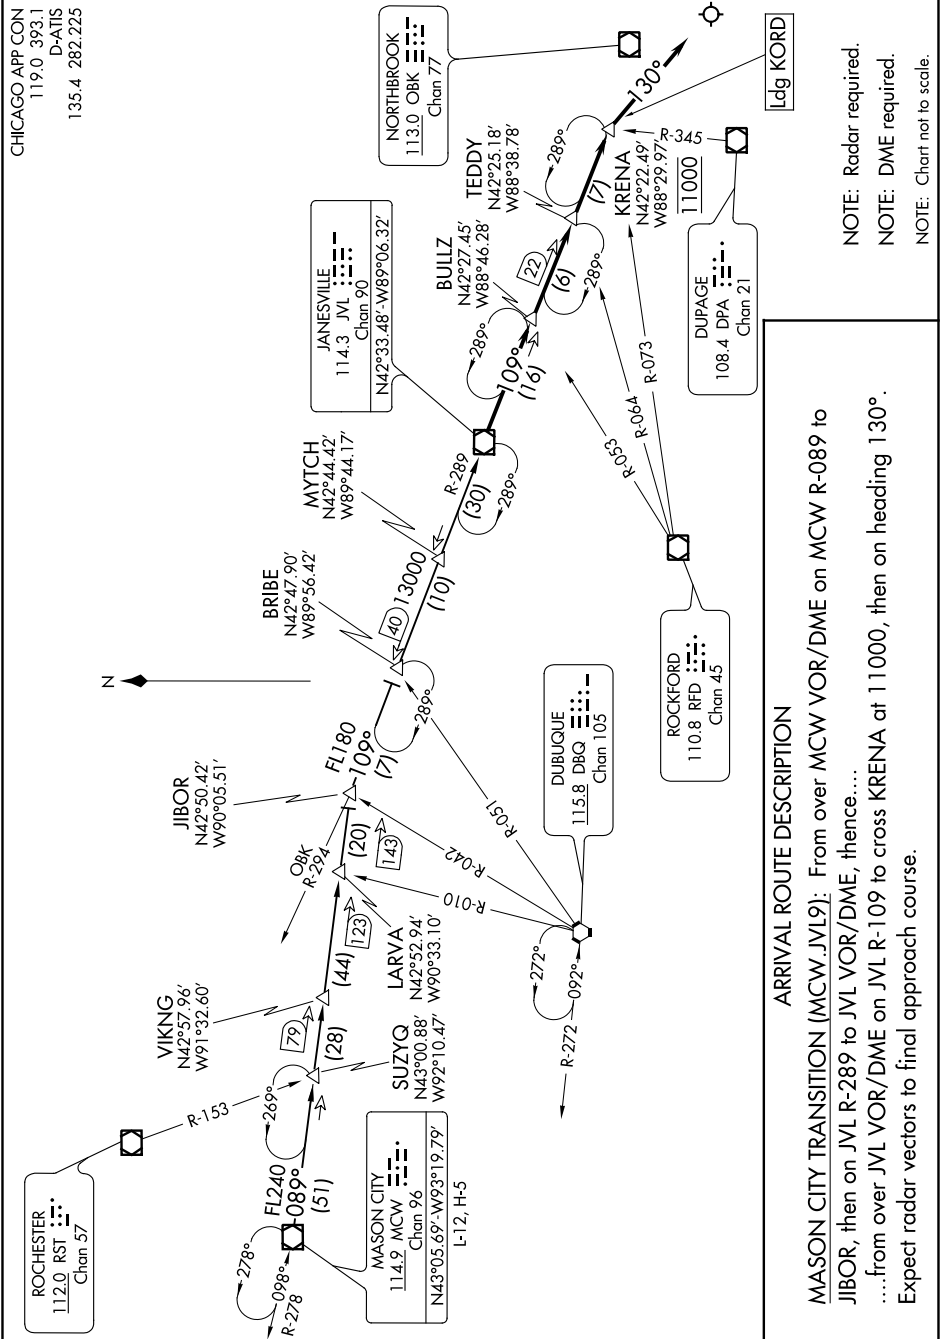 CHICAGO APP CON
119.0 393.1
D-ATIS
135.4 282.225
ROCHESTER
112.0 RST
Chan 57
R-153
278°
098°
R-278
FL240
089°
(51)
269°
MASON CITY
114.9 MCW
Chan 96
N43°05.69'-W93°19.79'
L-12, H-5
SUZYQ
N43°00.88'
W92°10.47'
(28)
79
VIKNG
N42°57.96'
W91°32.60'
(44)
123
LARVA
N42°52.94'
W90°33.10'
(20)
143
OBK
R-294
JIBOR
N42°50.42'
W90°05.51'
FL180
109°
(7)
N
BRIBE
N42°47.90'
W89°56.42'
289°
40
13000
(10)
MYTCH
N42°44.42'
W89°44.17'
R-289
(30)
289°
JANESVILLE
114.3 JVL
Chan 90
N42°33.48'-W89°06.32'
109°
(16)
289°
BULLZ
N42°27.45'
W88°46.28'
22
(6)
289°
TEDDY
N42°25.18'
W88°38.78'
(7)
289°
KRENA
N42°22.49'
W88°29.97'
11000
130°
NORTHBROOK
113.0 OBK
Chan 77
Ldg KORD
R-345
DUPAGE
108.4 DPA
Chan 21
R-053
R-064
R-073
ROCKFORD
110.8 RFD
Chan 45
DUBUQUE
115.8 DBQ
Chan 105
R-010
R-042
R-051
272°
092°
R-272
NOTE: Radar required.
NOTE: DME required.
NOTE: Chart not to scale.
ARRIVAL ROUTE DESCRIPTION
MASON CITY TRANSITION (MCW.JVL9): From over MCW VOR/DME on MCW R-089 to
JIBOR, then on JVL R-289 to JVL VOR/DME, thence....
....from over JVL VOR/DME on JVL R-109 to cross KRENA at 11000, then on heading 130°.
Expect radar vectors to final approach course.